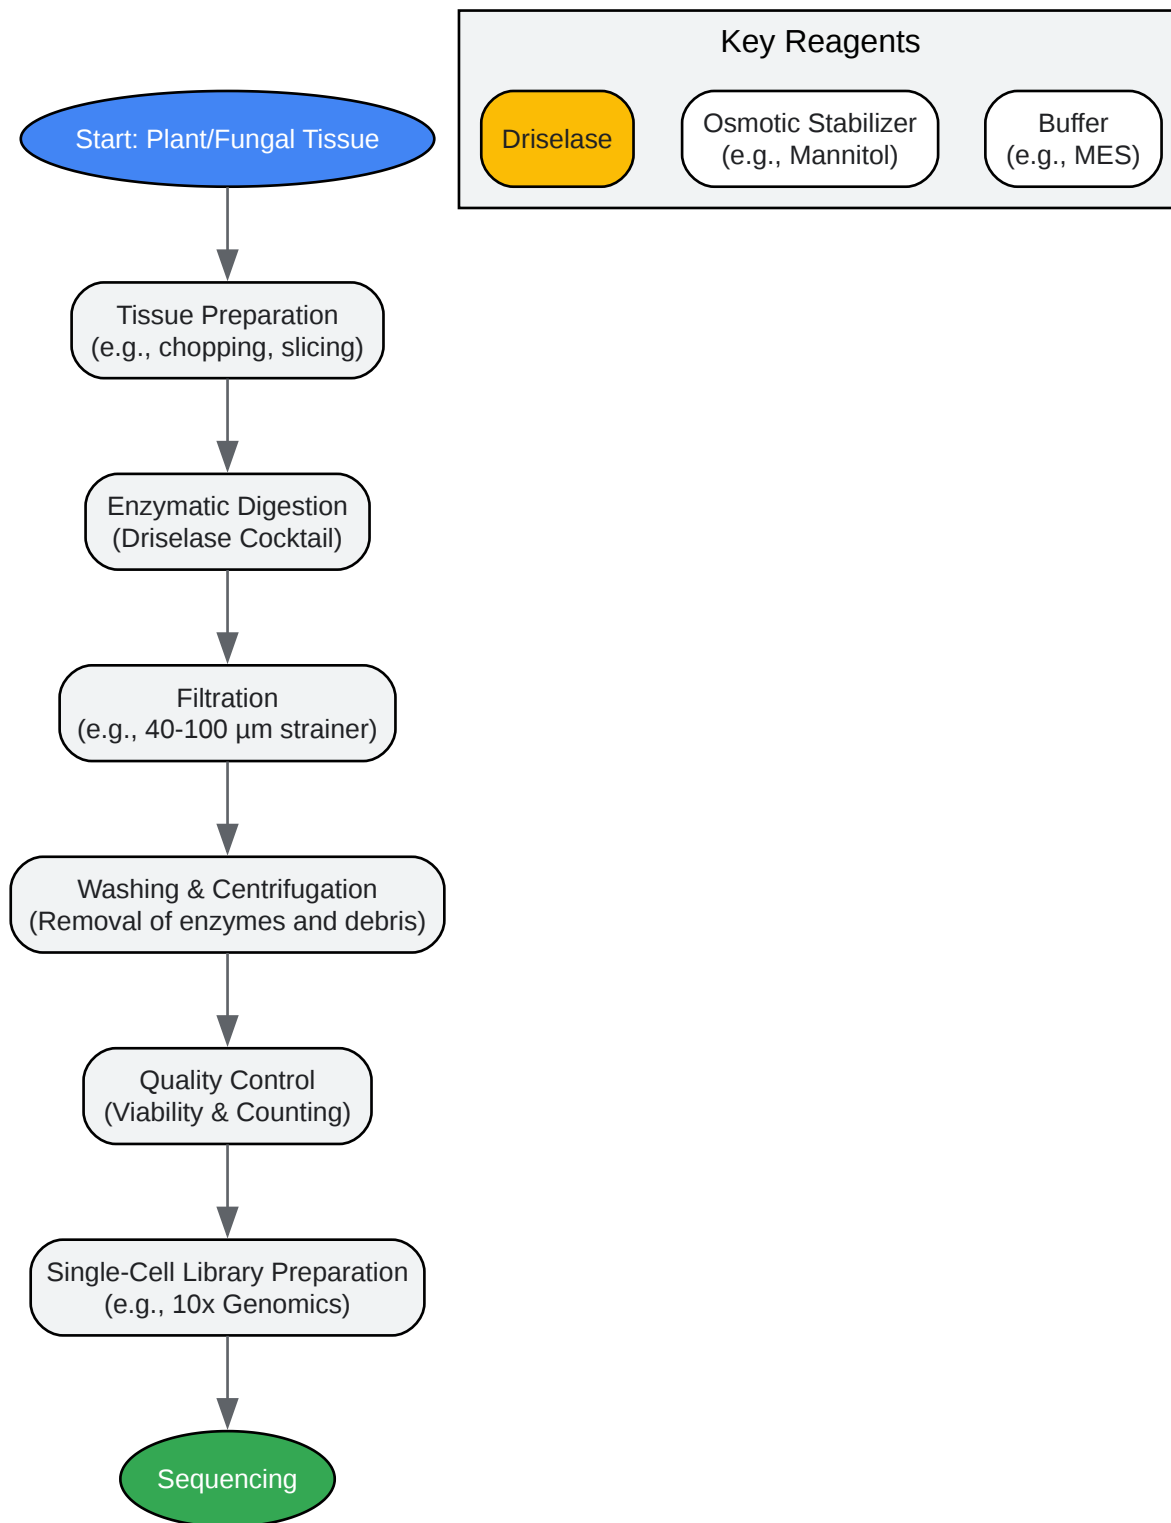 Key Reagents
Driselase
Osmotic Stabilizer
(e.g., Mannitol)
Buffer
(e.g., MES)
Start: Plant/Fungal Tissue
Tissue Preparation
(e.g., chopping, slicing)
Enzymatic Digestion
(Driselase Cocktail)
Filtration
(e.g., 40-100 µm strainer)
Washing & Centrifugation
(Removal of enzymes and debris)
Quality Control
(Viability & Counting)
Single-Cell Library Preparation
(e.g., 10x Genomics)
Sequencing